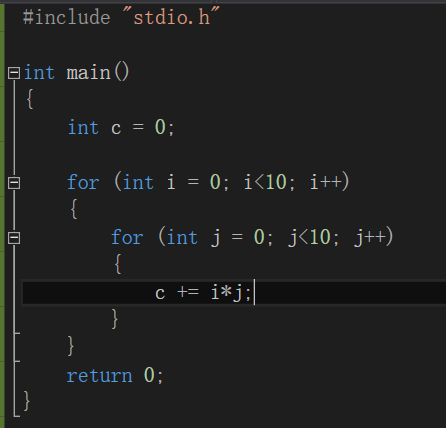 #include "stdio.h"
int main()
{
int c = 0;
for (int i = 0; i<10; i++)
{
for (int j = 0; j<10; j++)
{
c += i*j;
}
}
return 0;
}